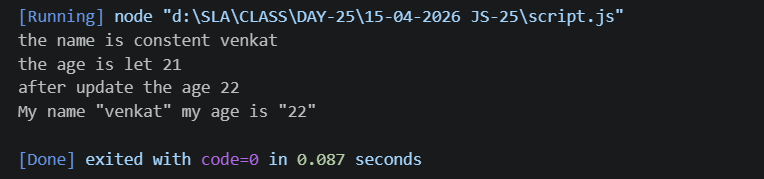 [Running] node "d:\SLA\CLASS\DAY-25\15-04-2026 JS-25\script.js"
the name is constent venkat
the age is let 21
after update the age 22
My name "venkat" my age is "22"
[Done] exited with code=0 in 0.087 seconds